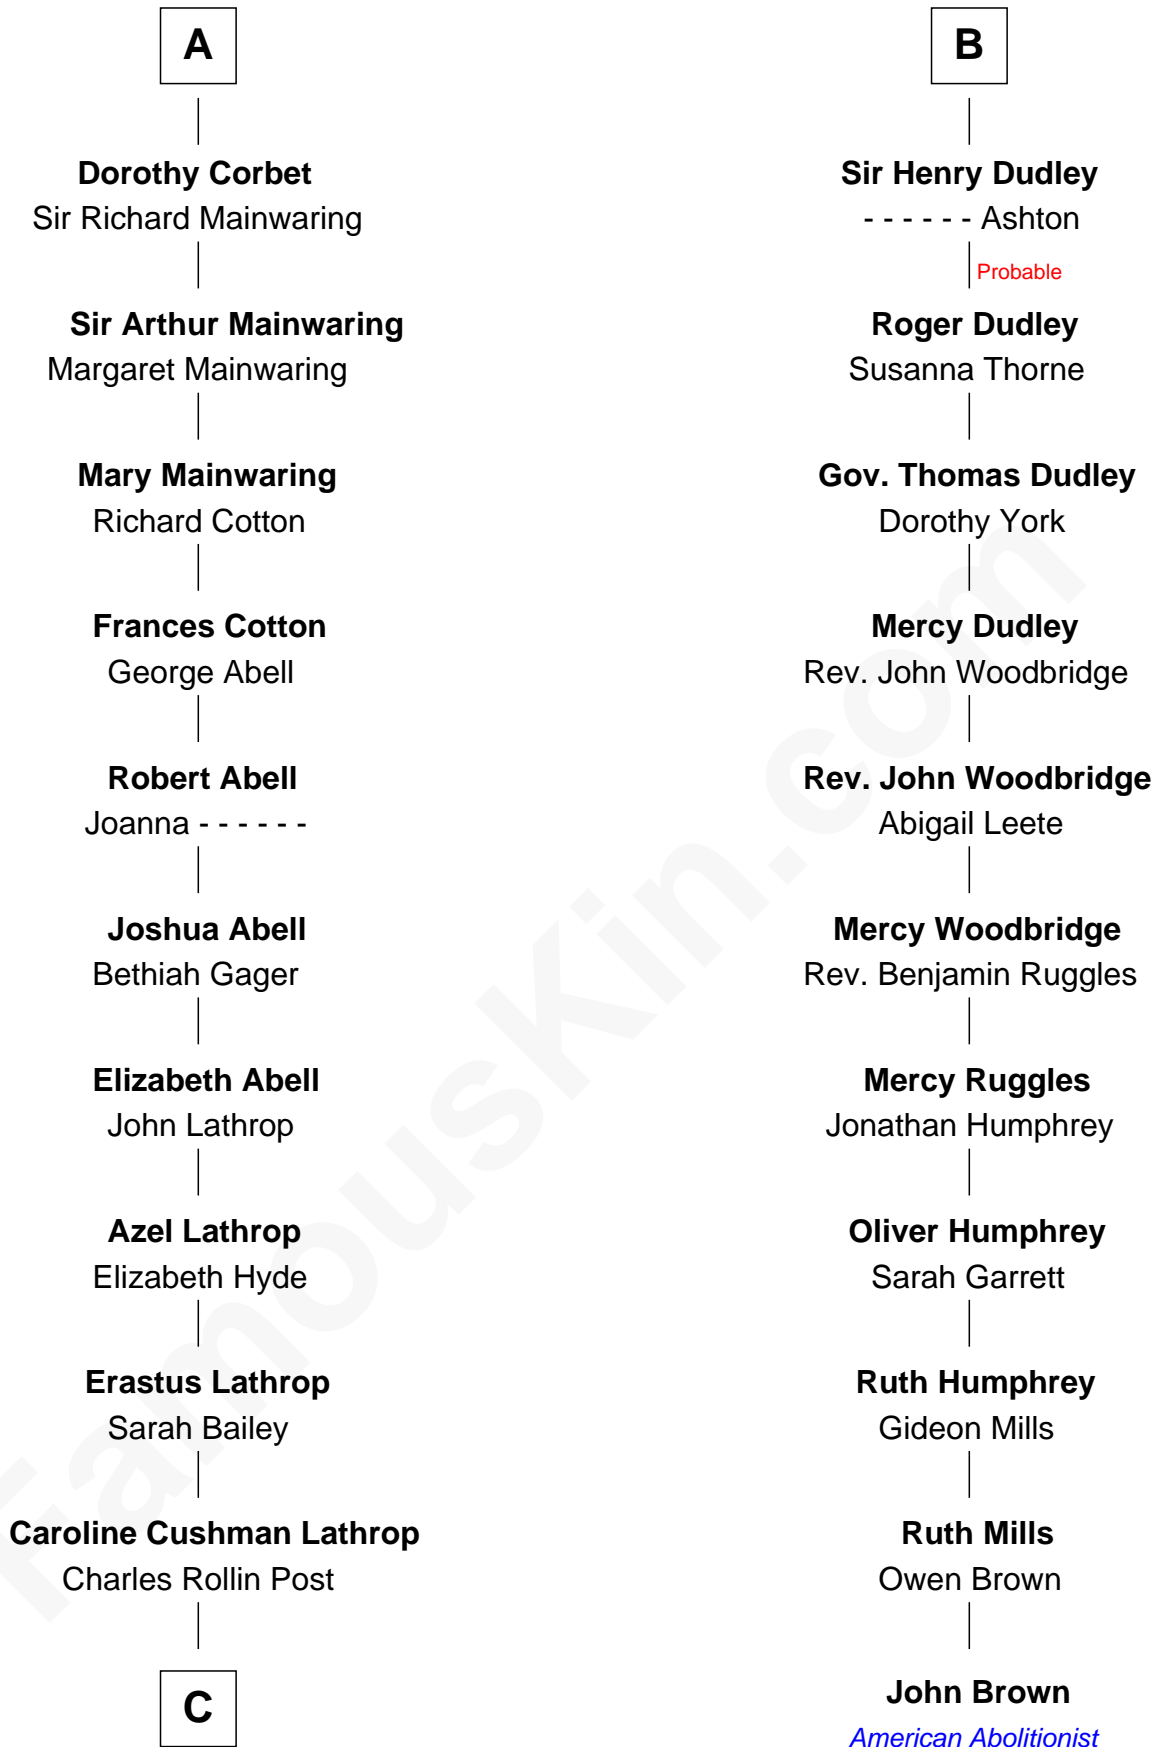 A
Dorothy Corbet
Sir Richard Mainwaring
Sir Arthur Mainwaring
Margaret Mainwaring
Mary Mainwaring
Richard Cotton
Frances Cotton
George Abell
Robert Abell
Joanna - - - - - -
Joshua Abell
Bethiah Gager
Elizabeth Abell
John Lathrop
Azel Lathrop
Elizabeth Hyde
Erastus Lathrop
Sarah Bailey
Caroline Cushman Lathrop
Charles Rollin Post
C
B
Sir Henry Dudley
- - - - - - Ashton
Probable
Roger Dudley
Susanna Thorne
Gov. Thomas Dudley
Dorothy York
Mercy Dudley
Rev. John Woodbridge
Rev. John Woodbridge
Abigail Leete
Mercy Woodbridge
Rev. Benjamin Ruggles
Mercy Ruggles
Jonathan Humphrey
Oliver Humphrey
Sarah Garrett
Ruth Humphrey
Gideon Mills
Ruth Mills
Owen Brown
John Brown
American Abolitionist
FamousKin.com